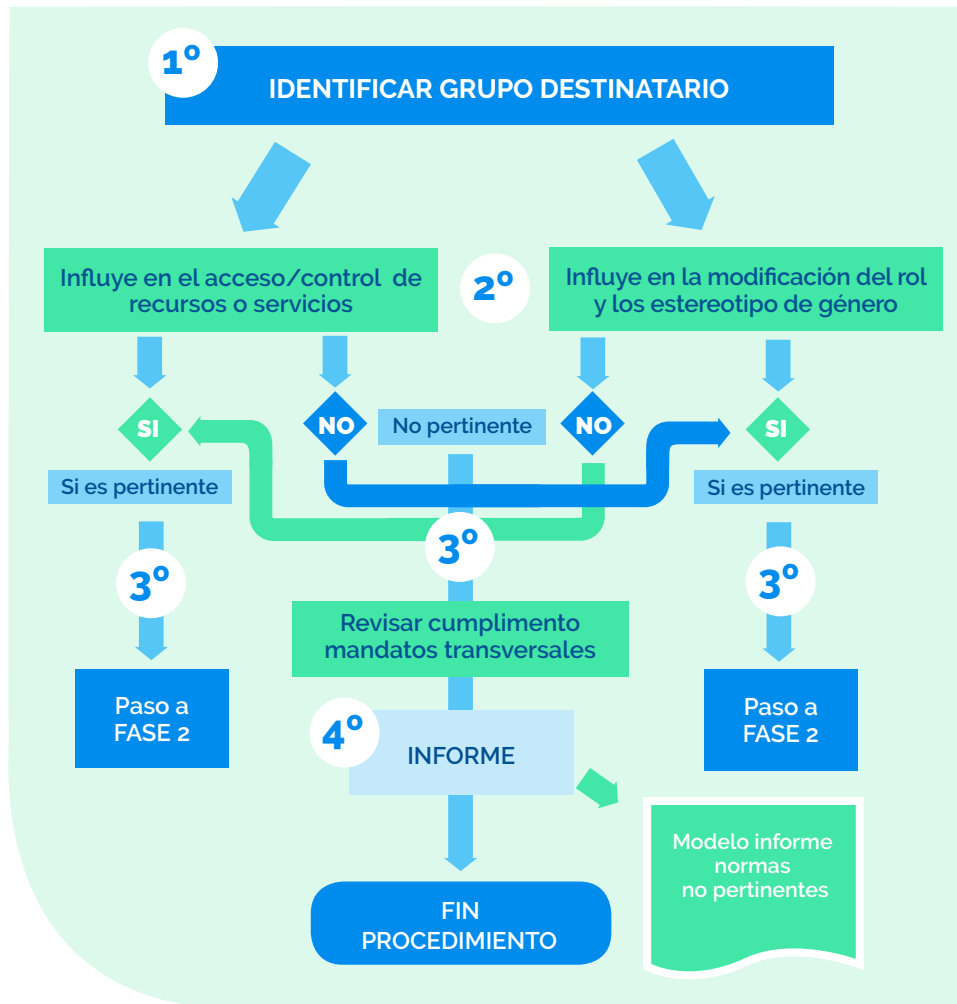 1º
IDENTIFICAR GRUPO DESTINATARIO
Influye en el acceso/control de
recursos o servicios
2º
Influye en la modificación del rol
y los estereotipo de género
SI
NO
No pertinente
NO
SI
Si es pertinente
Si es pertinente
3º
3º
3º
Revisar cumplimento
mandatos transversales
Paso a
FASE 2
Paso a
FASE 2
4º
INFORME
Modelo informe
normas
no pertinentes
FIN
PROCEDIMIENTO